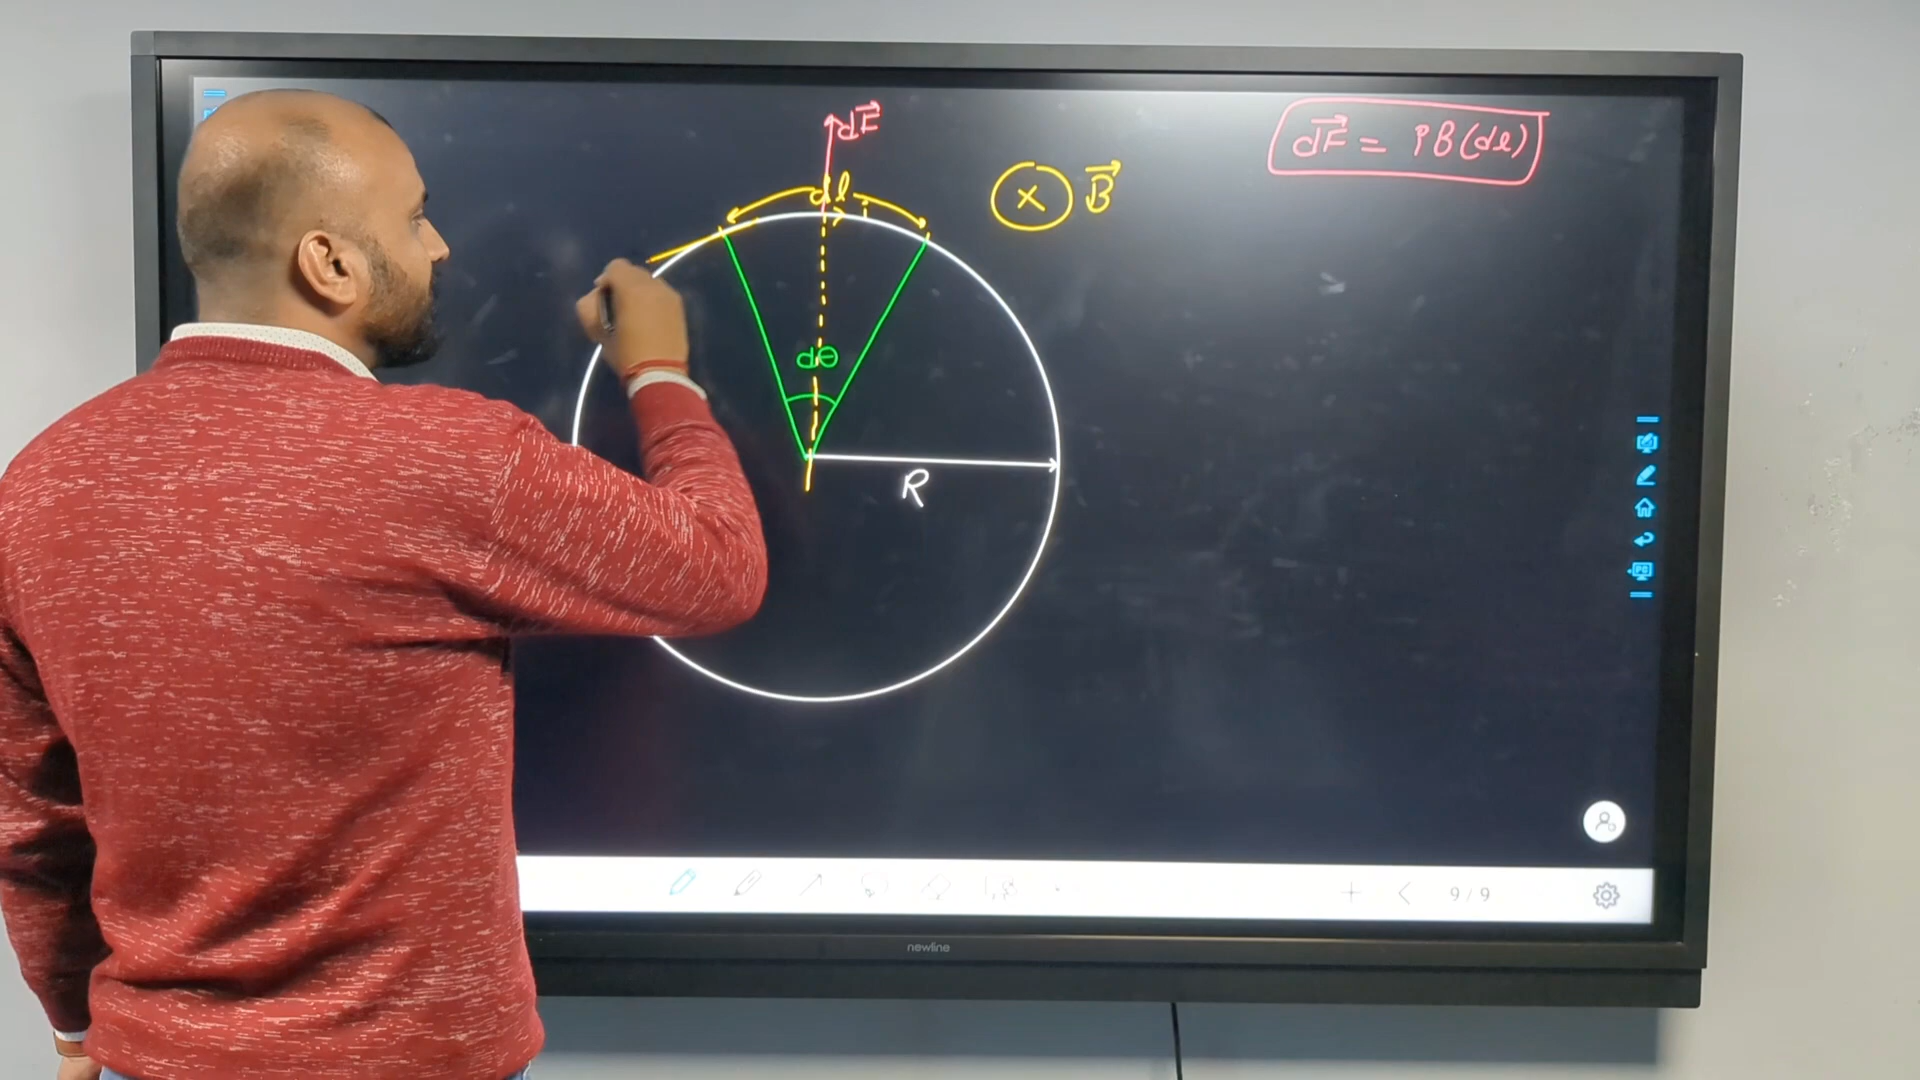 dF⃗
dF⃗ = iB(dl)
dl
i
B⃗
dθ
R
9/9
newline